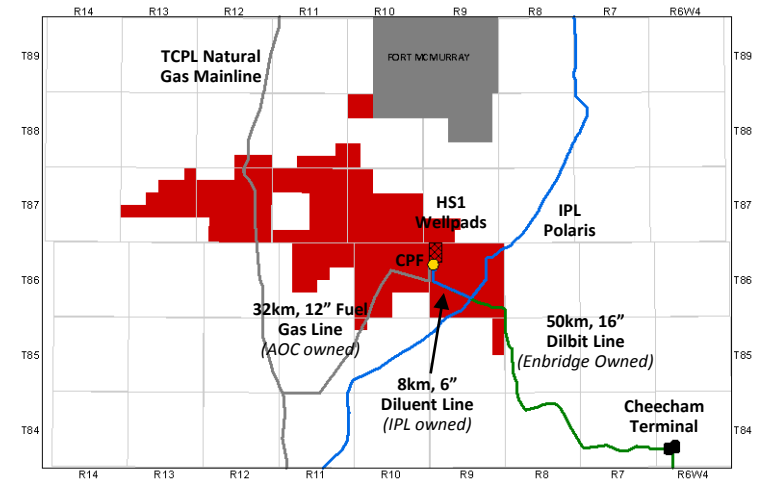 R14 R13 R12 R11 R10 R9 R8 R7 R6W4
T89 T89
TCPL Natural
Gas Mainline
FORT MCMURRAY
T88 T88
T87 T87
HS1
Wellpads
IPL
Polaris
CPF
T86 T86
32km, 12” Fuel
Gas Line
(AOC owned)
50km, 16”
Dilbit Line
(Enbridge Owned)
T85 T85
8km, 6”
Diluent Line
(IPL owned)
Cheecham
Terminal
T84 T84
R14 R13 R12 R11 R10 R9 R8 R7 R6W4